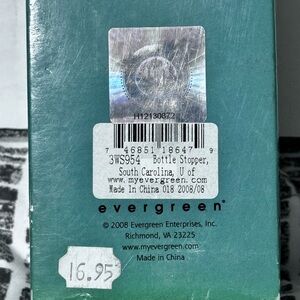 H12130872
7 46851 18647 9
3WS954 Bottle Stopper,
South Carolina, U of
www.myevergreen.com
Made In China 018 2008/08
evergreen®
© 2008 Evergreen Enterprises, Inc.
Richmond, VA 23225
www.myevergreen.com
Made in China
16.95